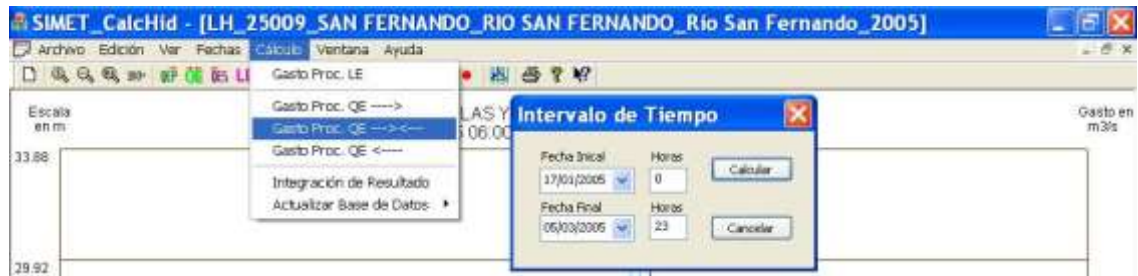 SIMET_CalcHid - [LH_25009_SAN FERNANDO_RIO SAN FERNANDO_Río San Fernando_2005]
Archivo Edición Ver Fechas Cálculo Ventana Ayuda
Gasto Proc. LE
Gasto Proc. QE ---->
Gasto Proc. QE ---><---
Gasto Proc. QE <----
Integración de Resultado
Actualizar Base de Datos
Escala
en m
LAS Y
06:00
Gasto en
m3/s
33.88
29.92
Intervalo de Tiempo
Fecha Inical Horas
17/01/2005 0 Calcular
Fecha Final Horas
05/03/2005 23 Cancelar